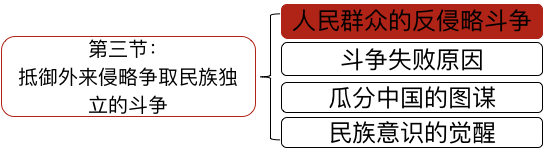 第三节：
抵御外来侵略争取民族独
立的斗争
人民群众的反侵略斗争
斗争失败原因
瓜分中国的图谋
民族意识的觉醒